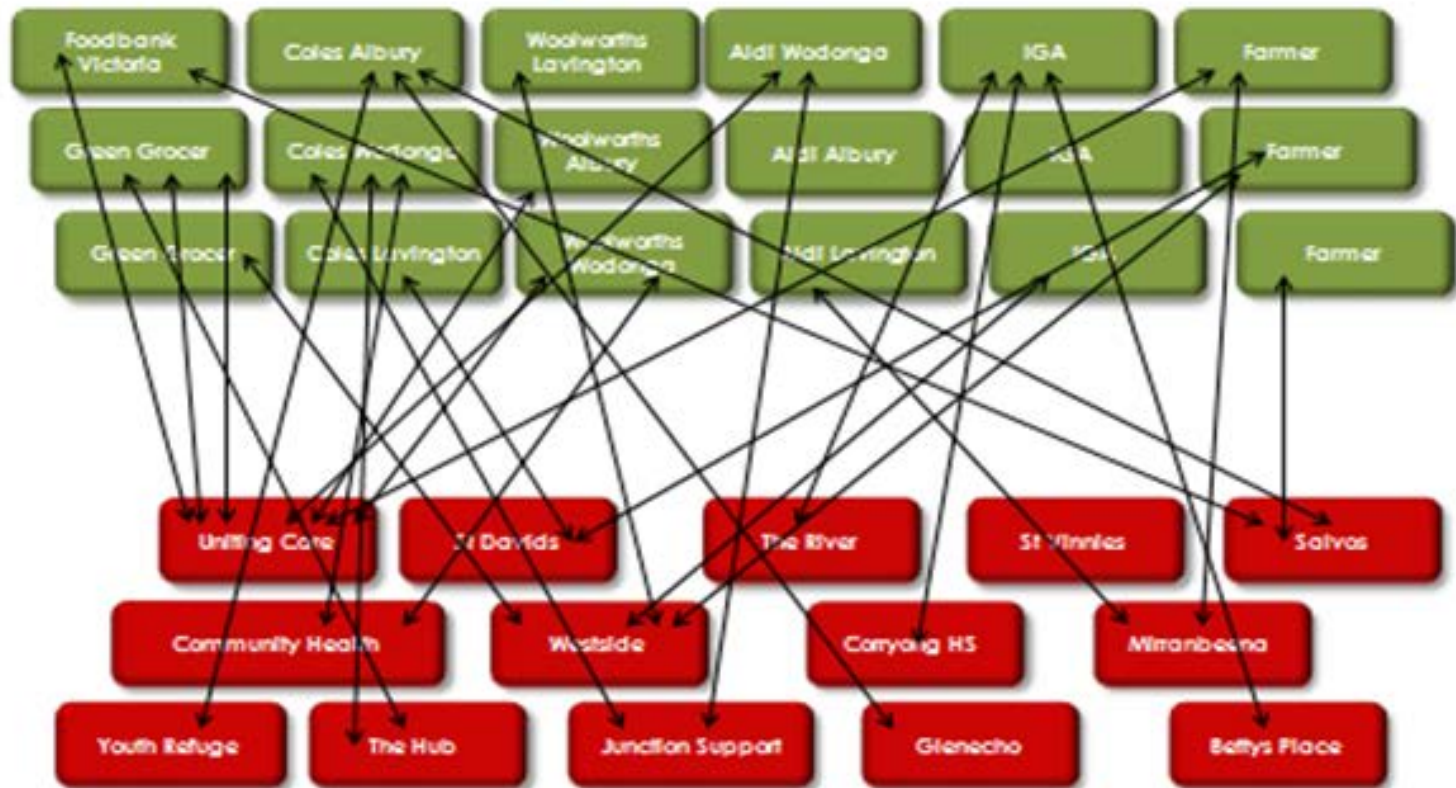 Foodbank
Victoria
Coles Albury
Woolworths
Lavington
Aldi Wodonga
IGA
Farmer
Green Grocer
Coles Wodonga
Woolworths
Albury
Aldi Albury
IGA
Farmer
Green Grocer
Coles Lavington
Woolworths
Wodonga
Aldi Lavington
IGA
Farmer
Uniting Care
St Davids
The River
St Vinnies
Salvos
Community Health
Westside
Corryong HS
Mirranbeena
Youth Refuge
The Hub
Junction Support
Glenecho
Bettys Place